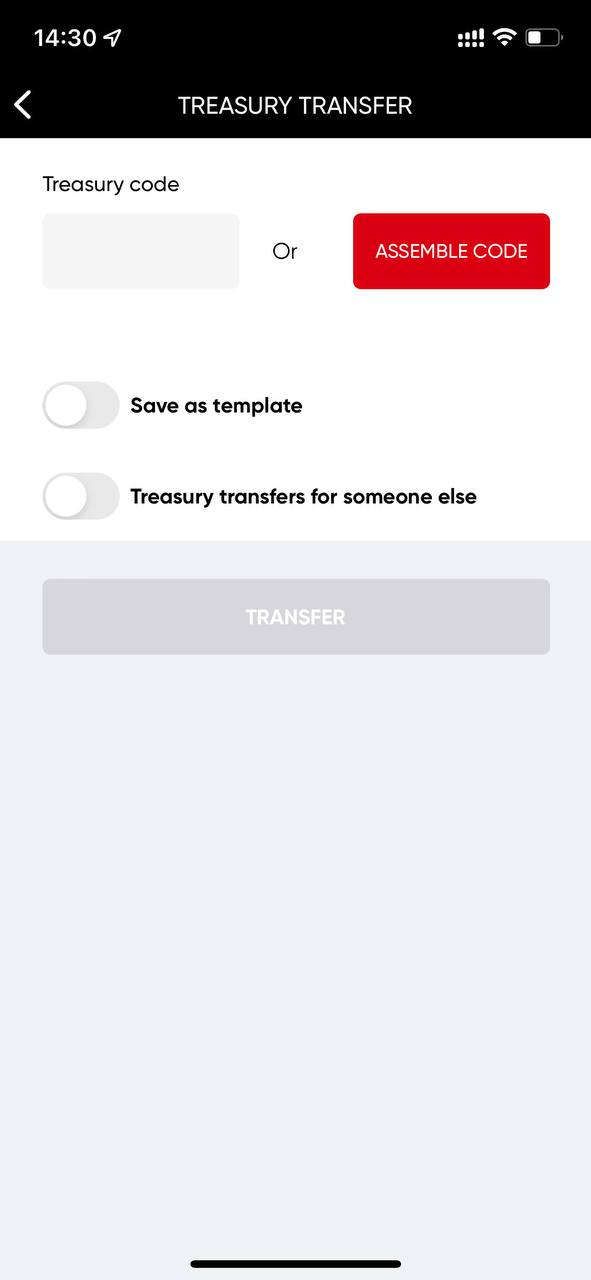 14:30
TREASURY TRANSFER
Treasury code
Or
ASSEMBLE CODE
Save as template
Treasury transfers for someone else
TRANSFER